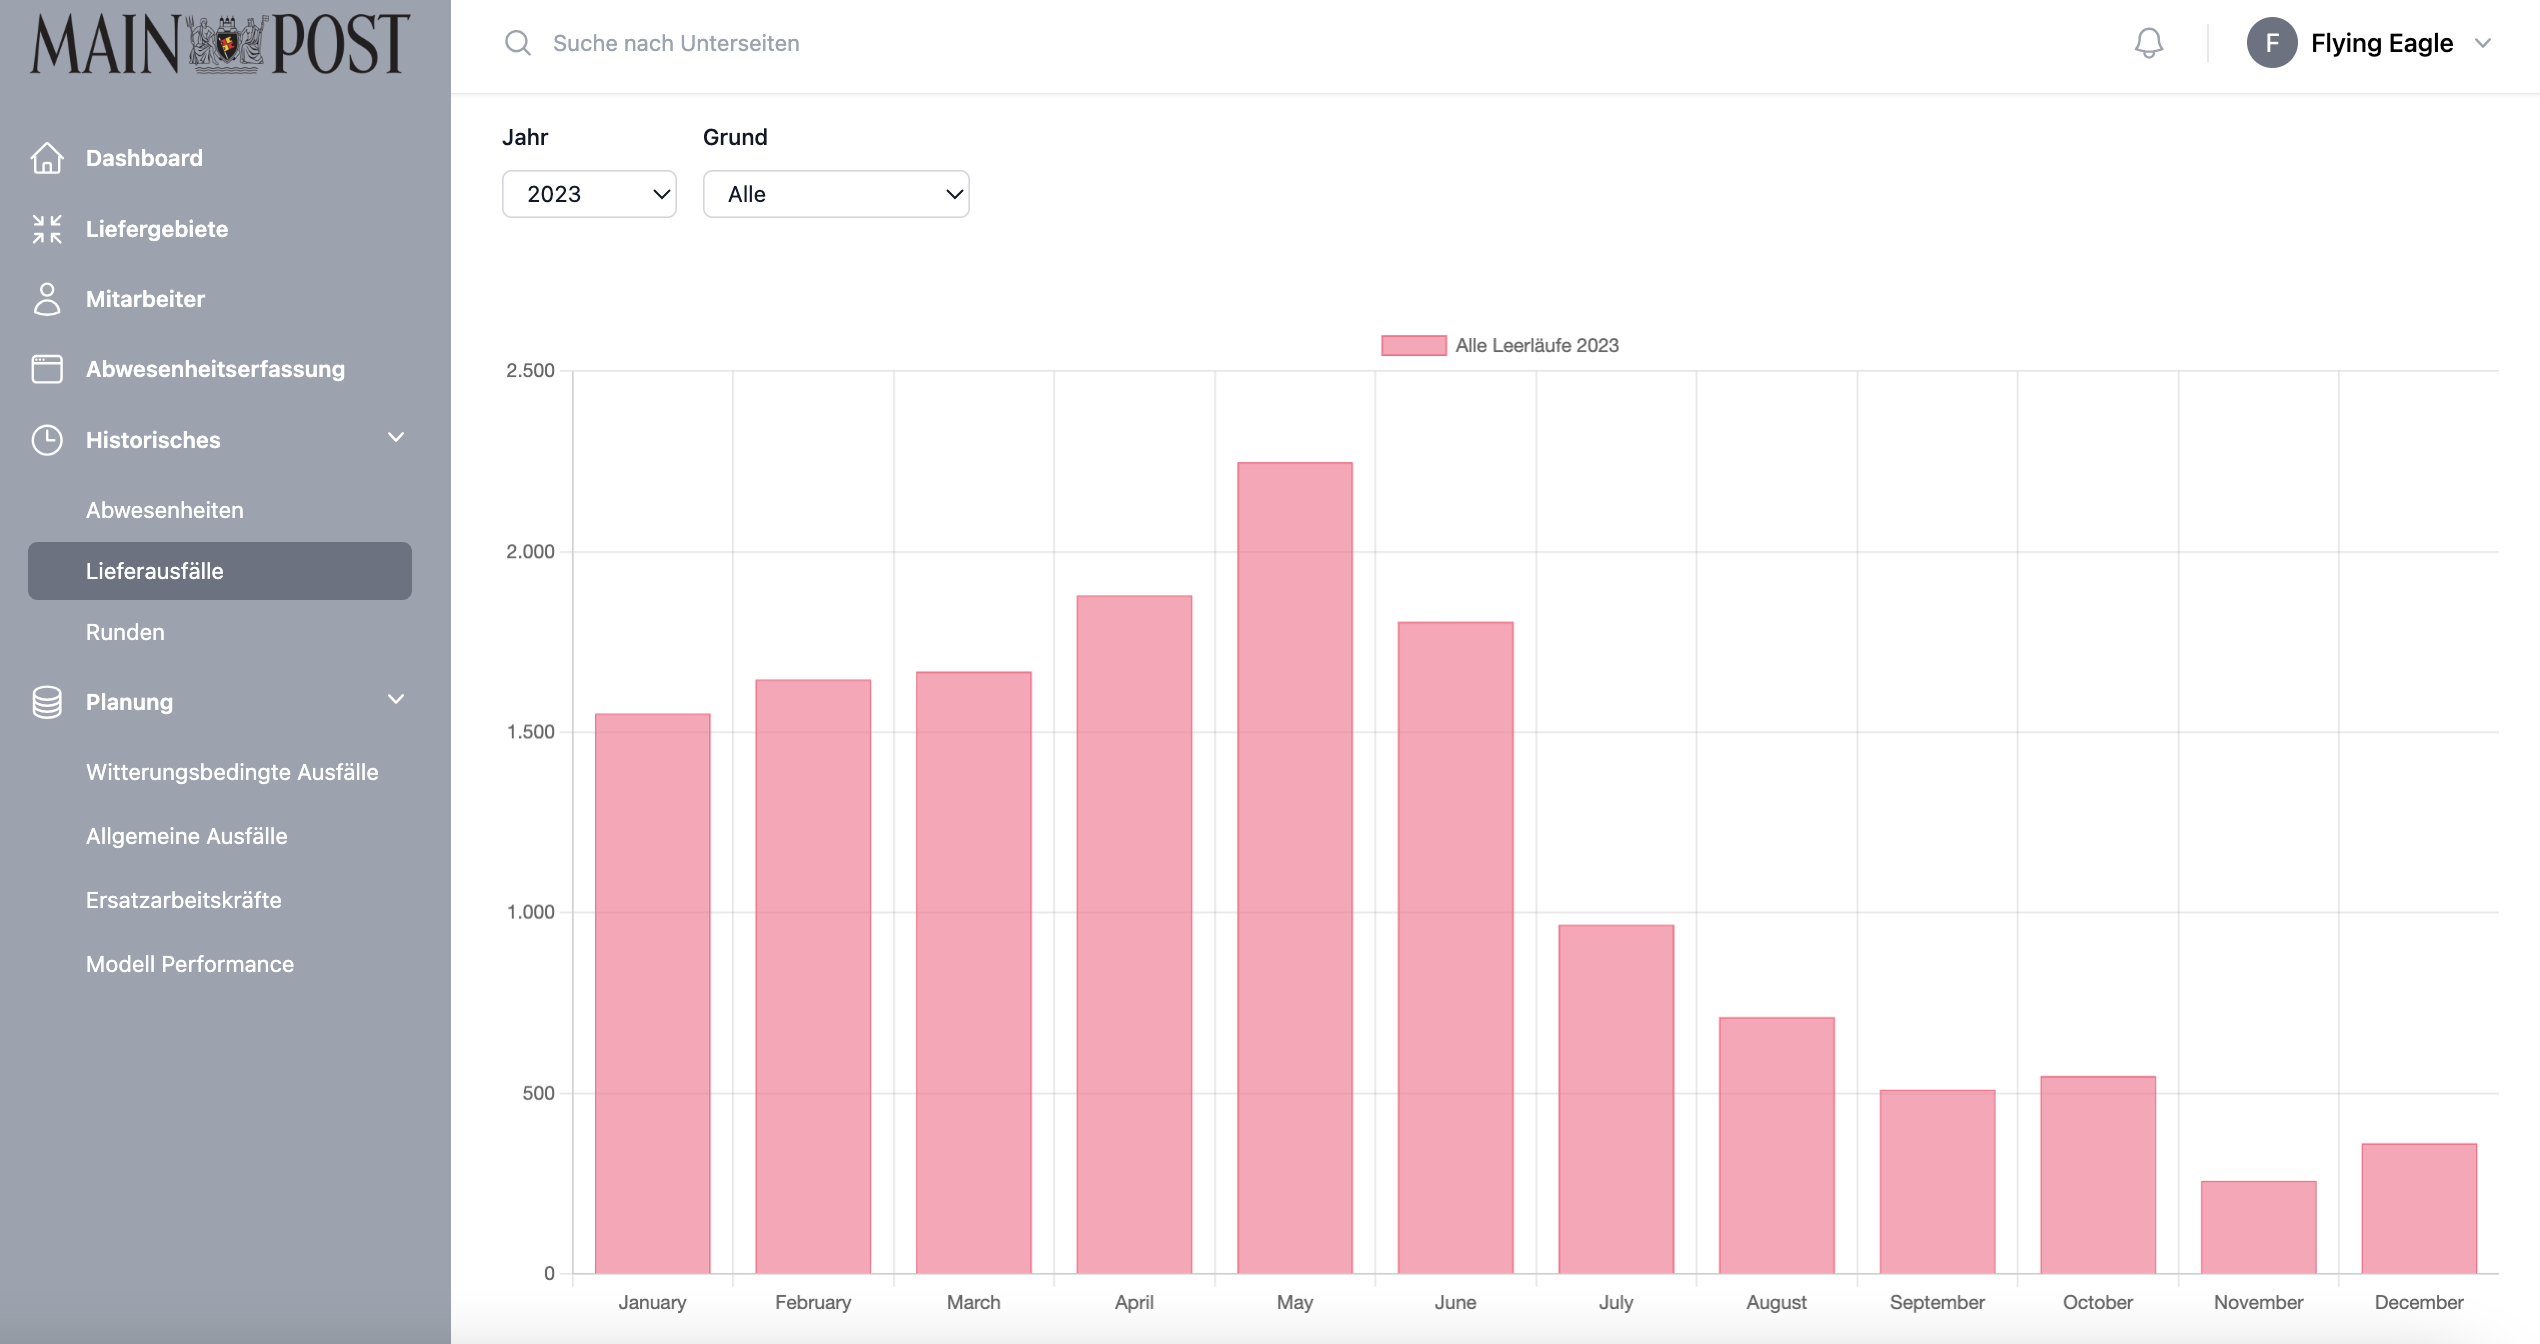 MAIN POST
Dashboard
Liefergebiete
Mitarbeiter
Abwesenheitserfassung
Historisches
Abwesenheiten
Lieferausfälle
Runden
Planung
Witterungsbedingte Ausfälle
Allgemeine Ausfälle
Ersatzarbeitskräfte
Modell Performance
Suche nach Unterseiten
F Flying Eagle
Jahr Grund
2023 Alle
Alle Leerläufe 2023
2.500
2.000
1.500
1.000
500
0
January February March April May June July August September October November December